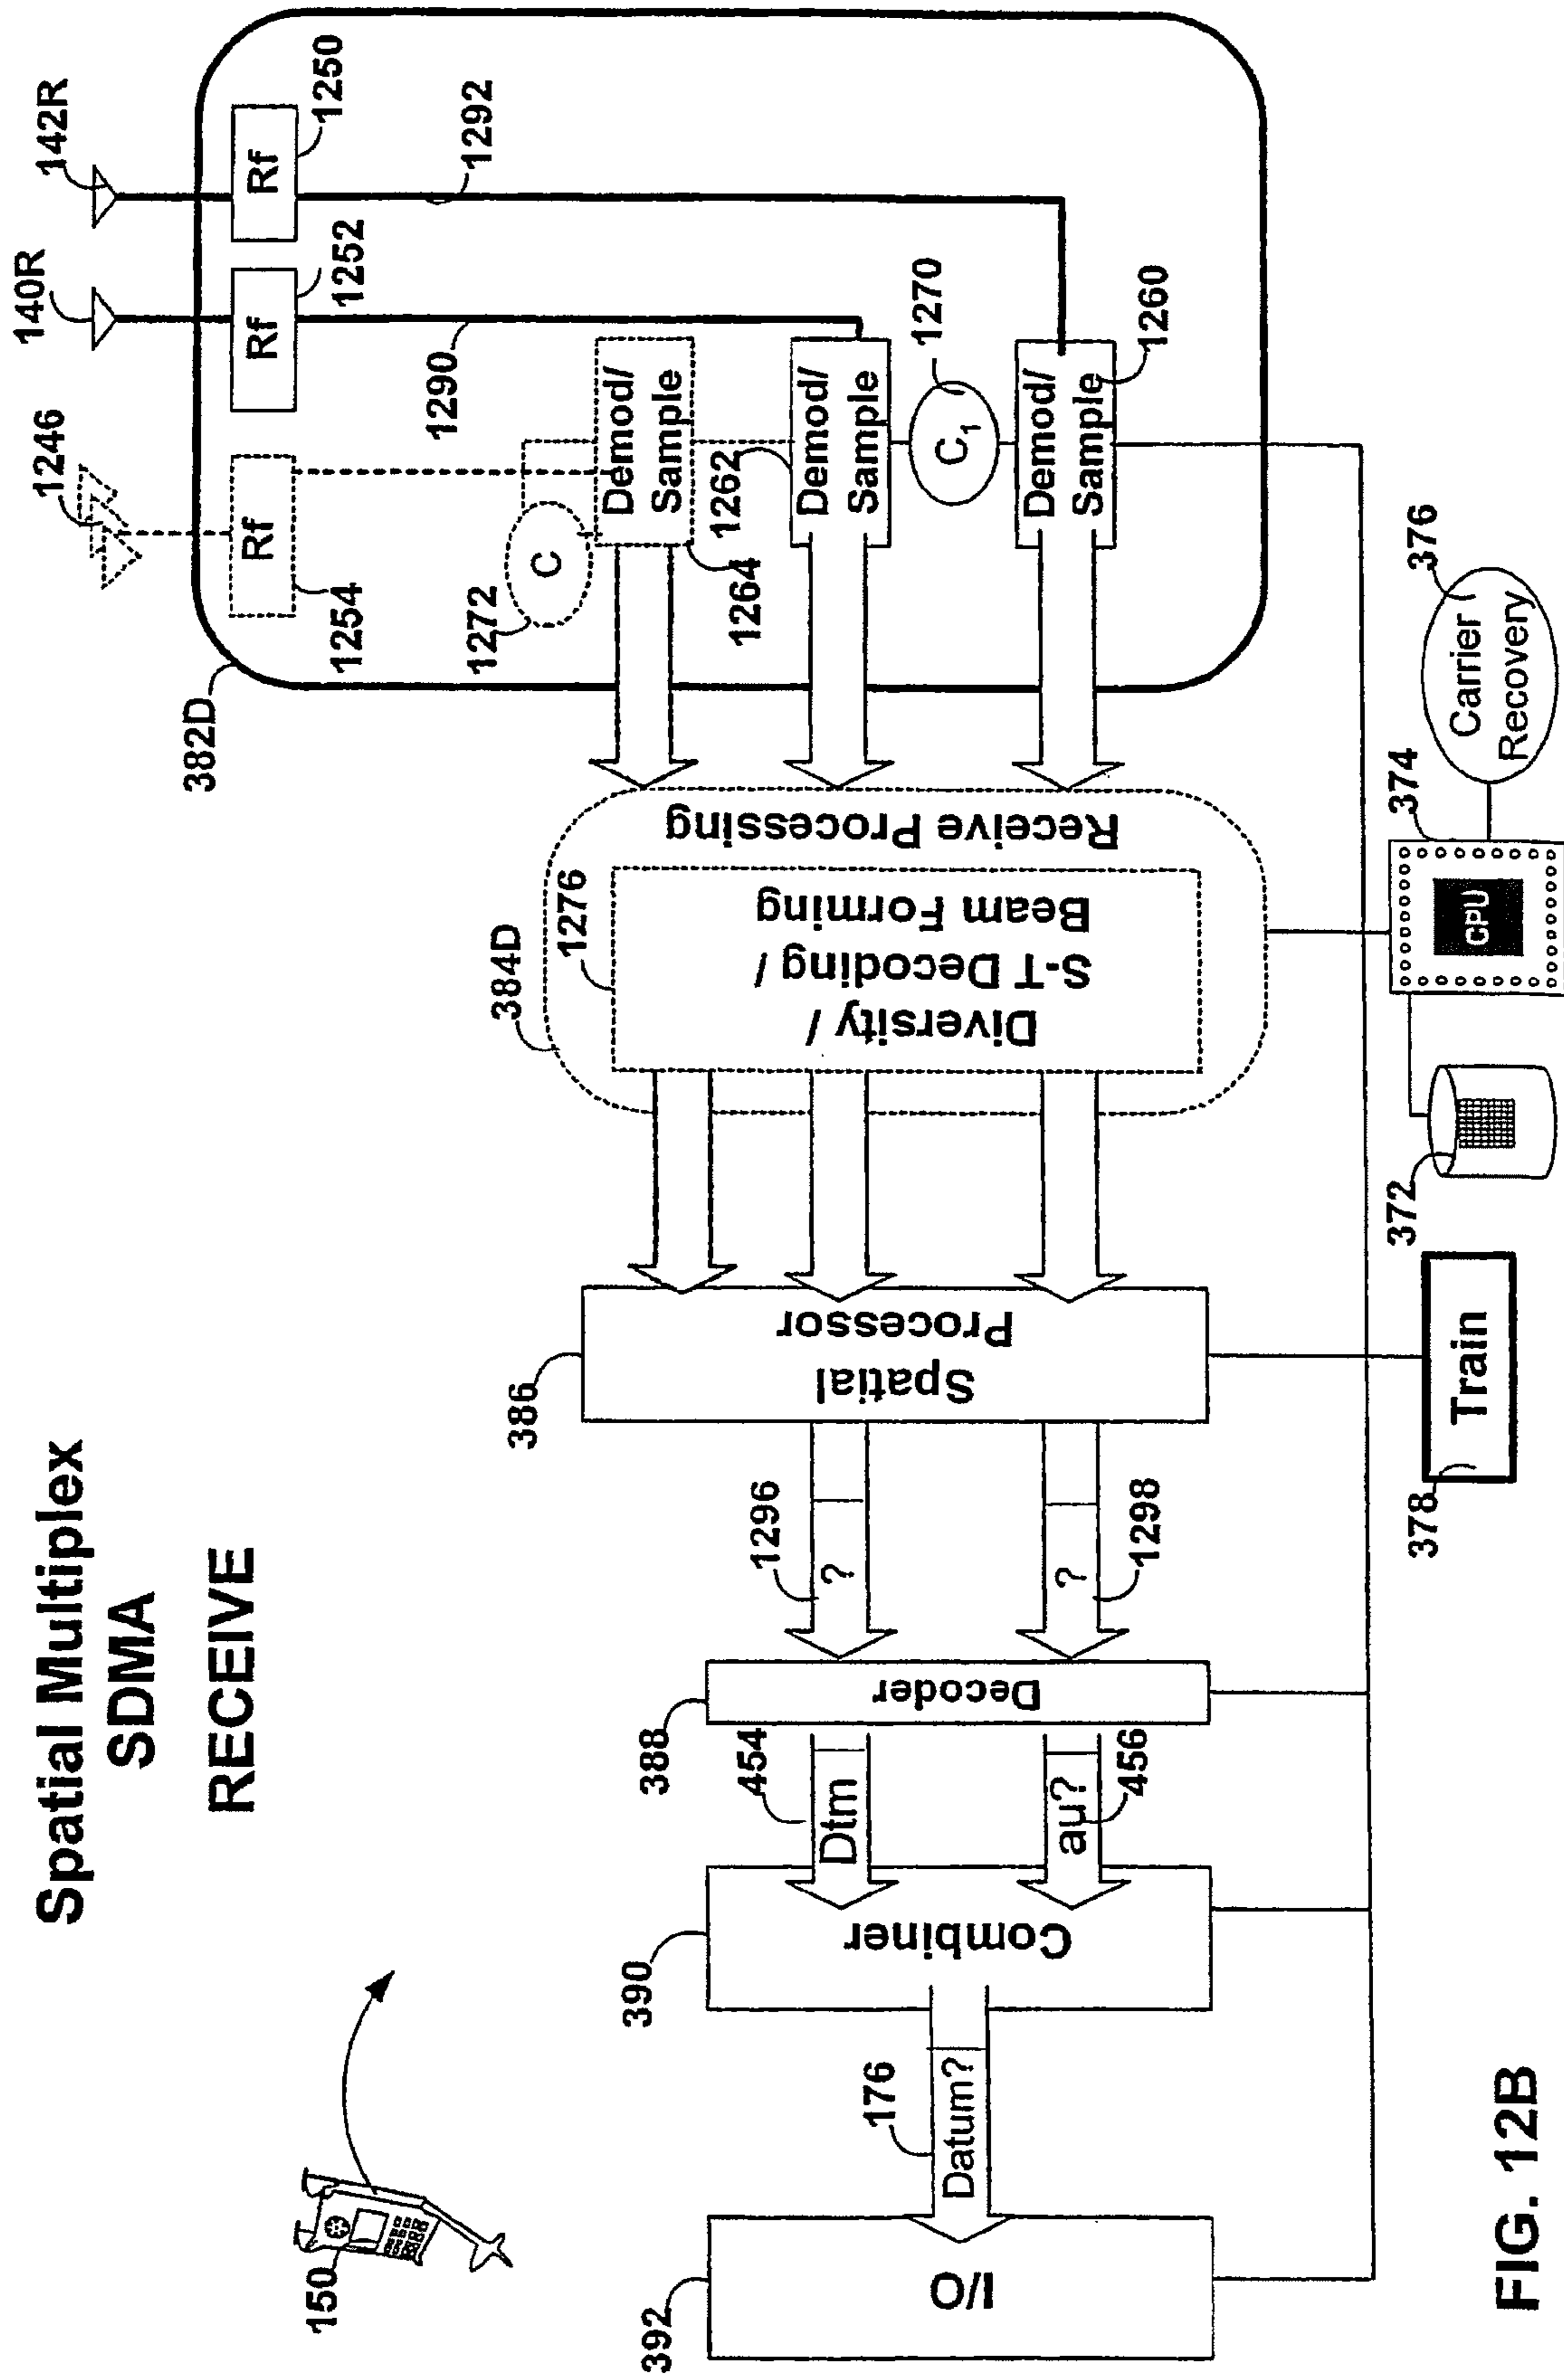 Spatial Multiplex
SDMA
RECEIVE
150
1246
140R
142R
382D
Rf
Rf
Rf
1254
1252
1250
1272
C
1290
1292
Demod/
Sample
1264
1262
Demod/
Sample
C1
1270
Demod/
Sample
1260
384D
1276
Receive Processing
Diversity /
S-T Decoding /
Beam Forming
386
Spatial
Processor
1296
?
?
1298
388
Decoder
454
Dtm
au?
456
390
Combiner
176
Datum?
392
I/O
378
Train
372
374
CPU
376
Carrier
Recovery
FIG. 12B